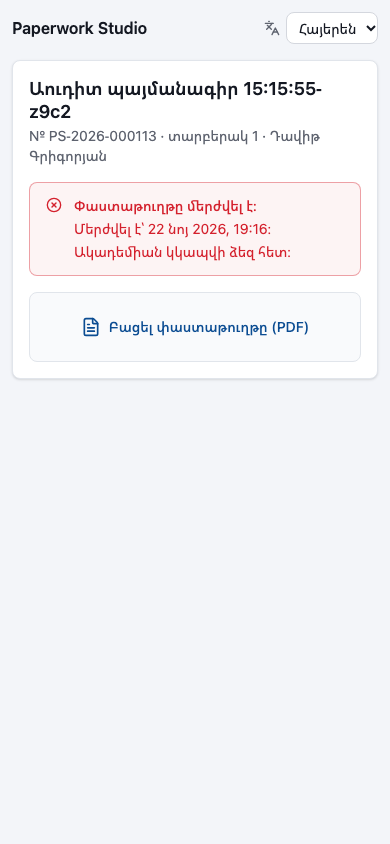 Paperwork Studio
Հայերեն
Աուդիտ պայմանագիր 15:15:55-
z9c2
№ PS-2026-000113 · տարբերակ 1 · Դավիթ
Գրիգորյան
Փաստաթուղթը մերժվել է:
Մերժվել է՝ 22 նոյ 2026, 19:16:
Ակադեմիան կկապվի ձեզ հետ:
Բացել փաստաթուղթը (PDF)